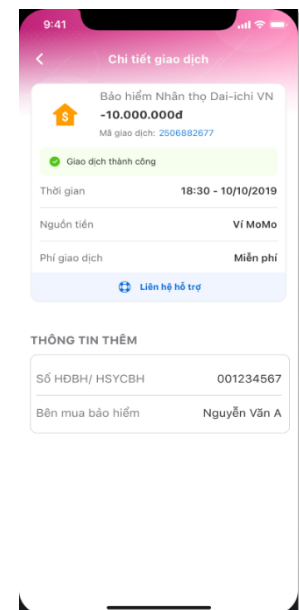 9:41
Chi tiết giao dịch
Bảo hiểm Nhân thọ Dai-ichi VN
-10.000.000đ
Mã giao dịch: 2506882677
Giao dịch thành công
Thời gian 18:30 - 10/10/2019
Nguồn tiền Ví MoMo
Phí giao dịch Miễn phí
Liên hệ hỗ trợ
THÔNG TIN THÊM
Số HĐBH/ HSYCBH 001234567
Bên mua bảo hiểm Nguyễn Văn A